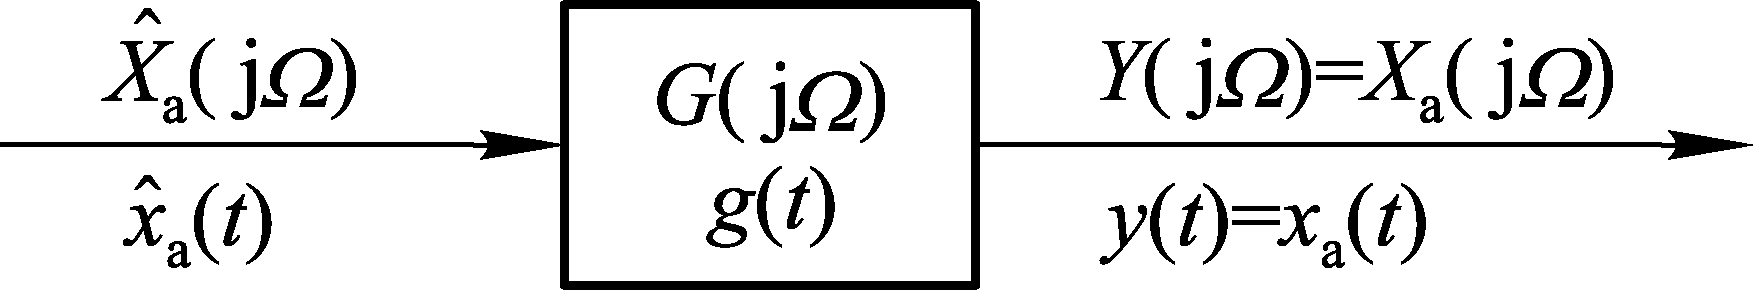 X̂a(jΩ)
x̂a(t)
G(jΩ)
g(t)
Y(jΩ)=Xa(jΩ)
y(t)=xa(t)